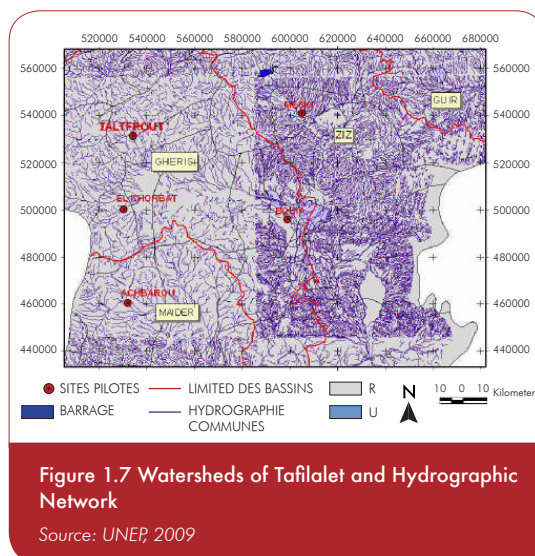 520000 540000 560000 580000 600000 620000 640000 660000 680000
560000 560000
540000 540000
520000 520000
500000 500000
480000 480000
460000 460000
440000 440000
GUIR
MESKI
TALTFROUT
ZIZ
GHERIS
EL KHORBAT
BOUIA
ACHBAROU
MAIDER
SITES PILOTES LIMITED DES BASSINS R N 10 0 10 Kilometer
BARRAGE HYDROGRAPHIE U
COMMUNES
Figure 1.7 Watersheds of Tafilalet and Hydrographic
Network
Source: UNEP, 2009